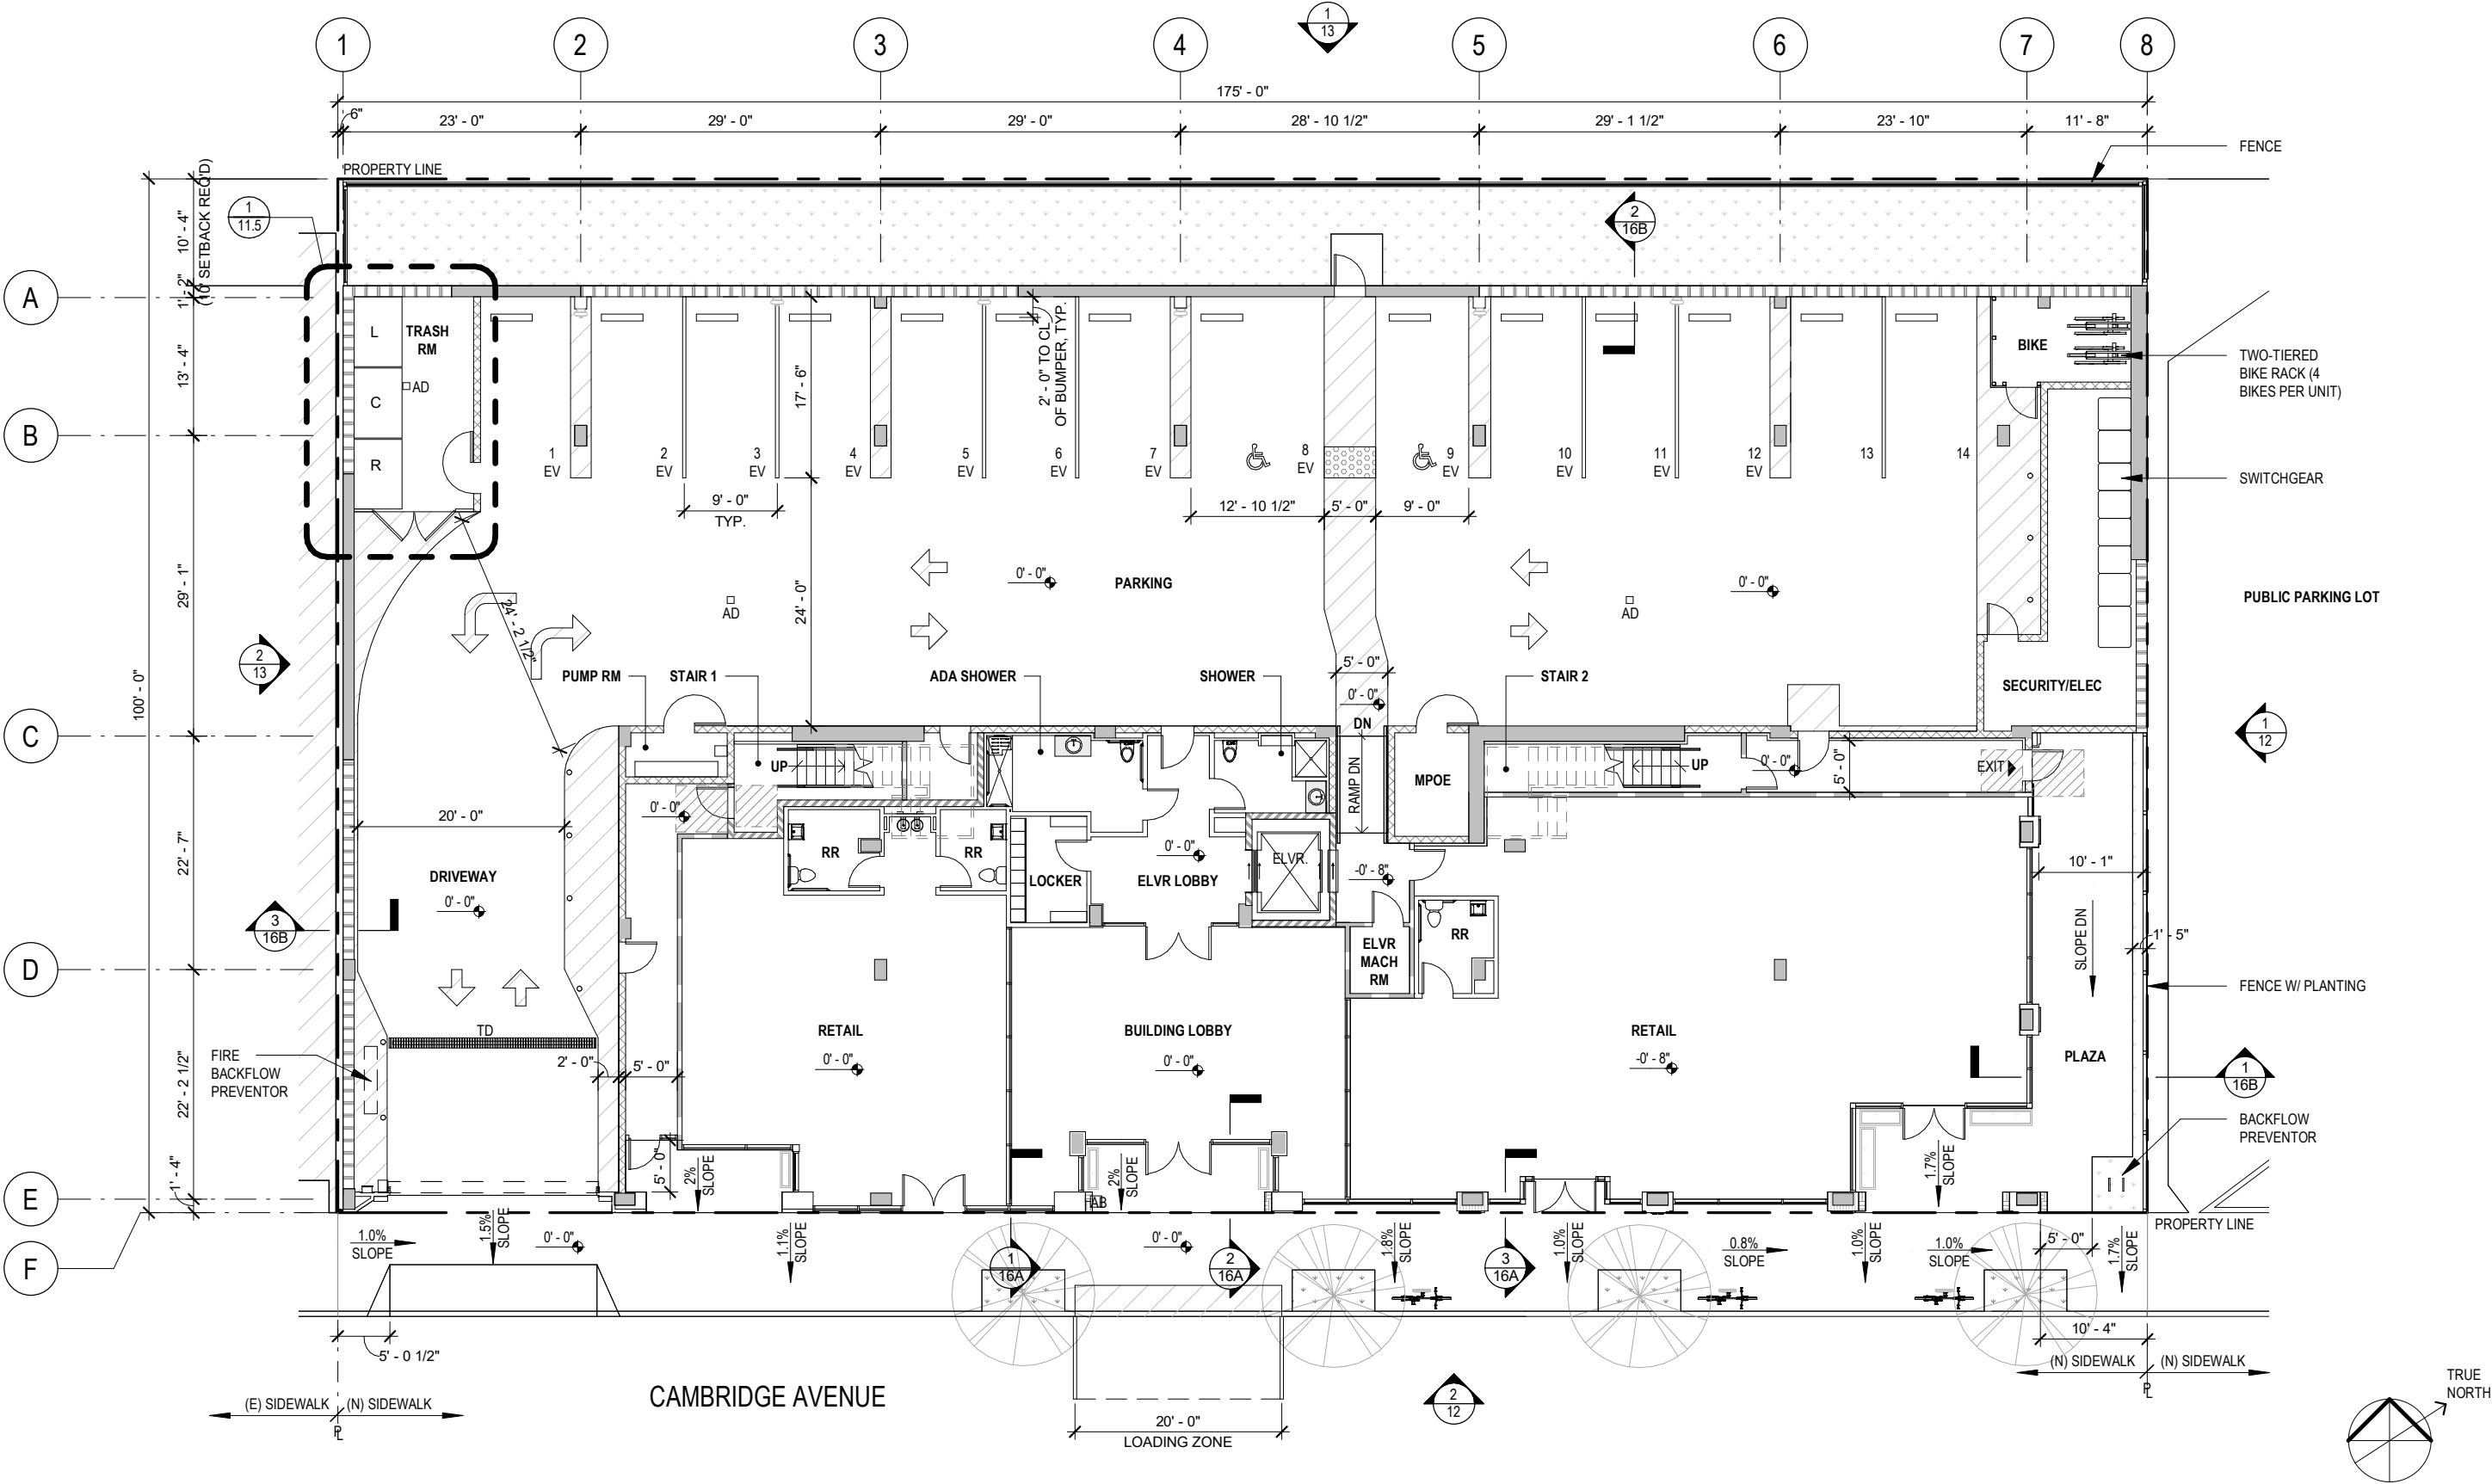 1
13
1
2
3
4
5
6
7
8
175' - 0"
6"
23' - 0"
29' - 0"
29' - 0"
28' - 10 1/2"
29' - 1 1/2"
23' - 10"
11' - 8"
FENCE
PROPERTY LINE
10' - 4"
(10' SETBACK REQ'D)
1
11.5
2
16B
A
1' - 2"
L
TRASH
RM
C
AD
R
13' - 4"
17' - 6"
2' - 0" TO CL
OF BUMPER, TYP.
BIKE
TWO-TIERED
BIKE RACK (4
BIKES PER UNIT)
B
1
EV
2
EV
3
EV
4
EV
5
EV
6
EV
7
EV
8
EV
9
EV
10
EV
11
EV
12
EV
13
14
SWITCHGEAR
9' - 0"
TYP.
12' - 10 1/2"
5' - 0"
9' - 0"
29' - 1"
24' - 0"
24' - 2 1/2"
0' - 0"
PARKING
0' - 0"
AD
AD
PUBLIC PARKING LOT
2
13
100' - 0"
PUMP RM
STAIR 1
ADA SHOWER
SHOWER
5' - 0"
0' - 0"
DN
STAIR 2
SECURITY/ELEC
C
1
12
UP
RAMP DN
MPOE
UP
0' - 0"
5' - 0"
EXIT
0' - 0"
20' - 0"
22' - 7"
RR
RR
LOCKER
0' - 0"
ELVR LOBBY
ELVR.
-0' - 8"
10' - 1"
DRIVEWAY
0' - 0"
3
16B
RR
ELVR
MACH
RM
SLOPE DN
1' - 5"
D
FENCE W/ PLANTING
TD
RETAIL
0' - 0"
BUILDING LOBBY
0' - 0"
RETAIL
-0' - 8"
PLAZA
FIRE
BACKFLOW
PREVENTOR
2' - 0"
5' - 0"
22' - 2 1/2"
1
16B
BACKFLOW
PREVENTOR
5' - 0"
2%
SLOPE
2%
SLOPE
1.7%
SLOPE
1' - 4"
E
AB
PROPERTY LINE
1.0%
SLOPE
1.5%
SLOPE
0' - 0"
1.1%
SLOPE
0' - 0"
1.8%
SLOPE
1.0%
SLOPE
0.8%
SLOPE
1.0%
SLOPE
1.0%
SLOPE
5' - 0"
1.7%
SLOPE
F
1
16A
2
16A
3
16A
5' - 0 1/2"
10' - 4"
(E) SIDEWALK
(N) SIDEWALK
PL
CAMBRIDGE AVENUE
20' - 0"
LOADING ZONE
2
12
(N) SIDEWALK
(N) SIDEWALK
PL
TRUE
NORTH